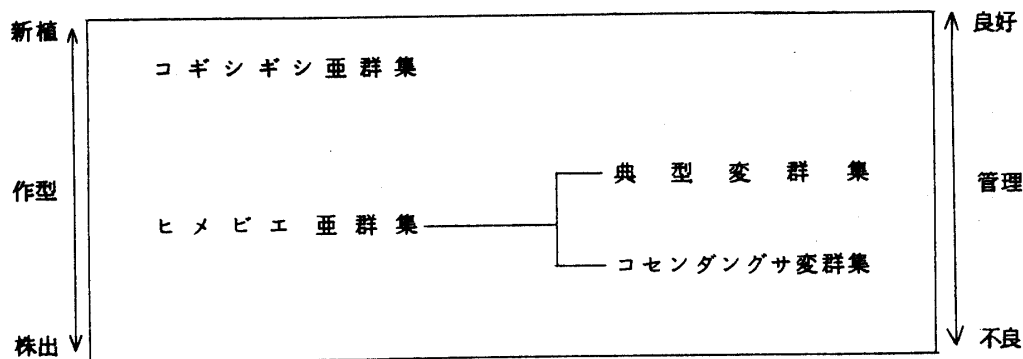 新植
良好
コギシギシ亜群集
典型変群集
作型
管理
ヒメビエ亜群集
コセンダングサ変群集
株出
不良